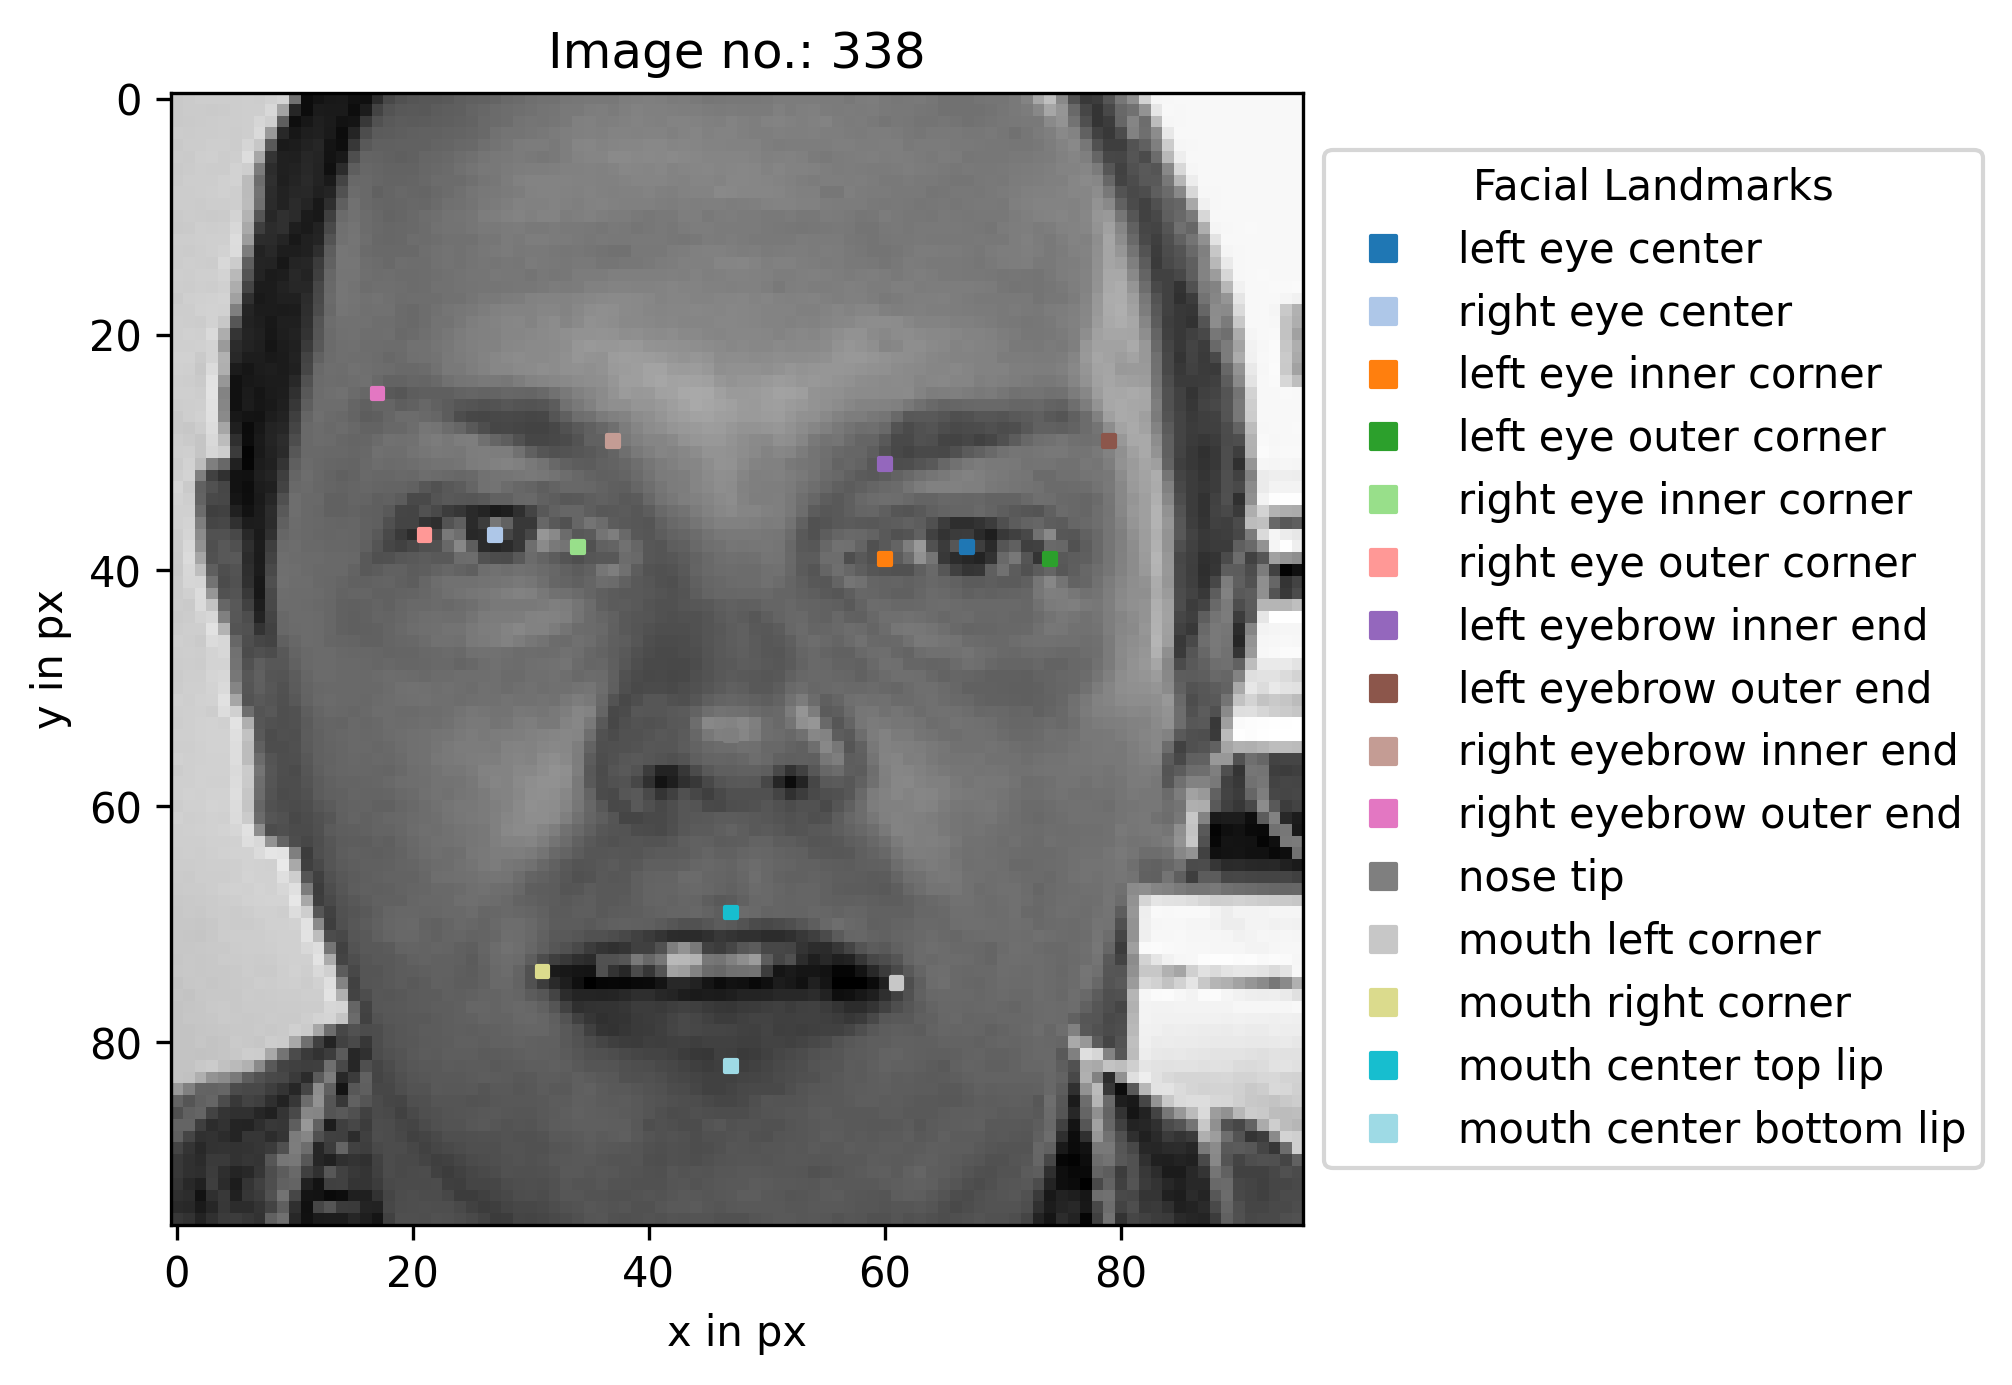 Image no.: 338
0
20
40
60
80
y in px
0 20 40 60 80
x in px
Facial Landmarks
left eye center
right eye center
left eye inner corner
left eye outer corner
right eye inner corner
right eye outer corner
left eyebrow inner end
left eyebrow outer end
right eyebrow inner end
right eyebrow outer end
nose tip
mouth left corner
mouth right corner
mouth center top lip
mouth center bottom lip